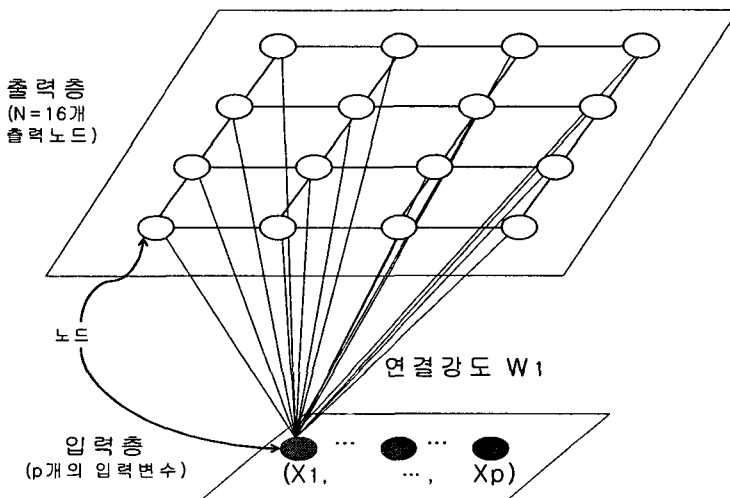 출력층
(N=16개
출력노드)
노드
연결강도 W1
입력층
(p개의 입력변수)
... ...
(X1, ..., Xp)